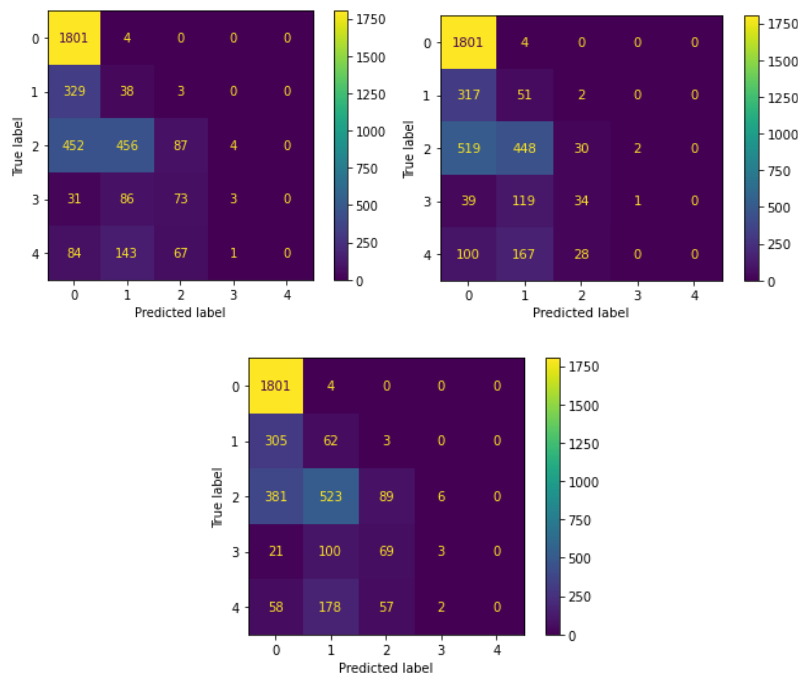 True label
0 1801 4 0 0 0
1 329 38 3 0 0
2 452 456 87 4 0
3 31 86 73 3 0
4 84 143 67 1 0
0 1 2 3 4
Predicted label
1750
1500
1250
1000
750
500
250
0
True label
0 1801 4 0 0 0
1 317 51 2 0 0
2 519 448 30 2 0
3 39 119 34 1 0
4 100 167 28 0 0
0 1 2 3 4
Predicted label
1750
1500
1250
1000
750
500
250
0
True label
0 1801 4 0 0 0
1 305 62 3 0 0
2 381 523 89 6 0
3 21 100 69 3 0
4 58 178 57 2 0
0 1 2 3 4
Predicted label
1750
1500
1250
1000
750
500
250
0